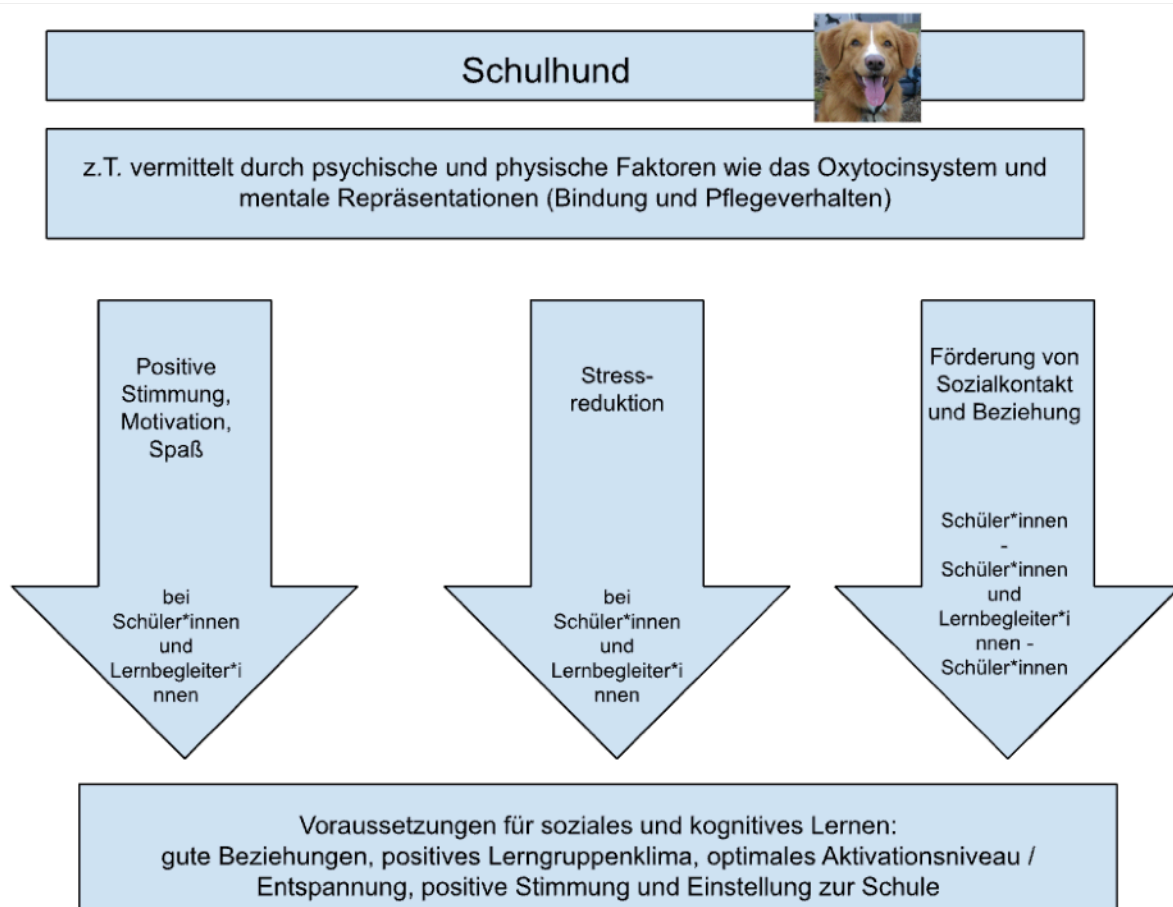 Schulhund
z.T. vermittelt durch psychische und physische Faktoren wie das Oxytocinsystem und
mentale Repräsentationen (Bindung und Pflegeverhalten)
Positive
Stimmung,
Motivation,
Spaß
bei
Schüler*innen
und
Lernbegleiter*i
nnen
Stress-
reduktion
bei
Schüler*innen
und
Lernbegleiter*i
nnen
Förderung von
Sozialkontakt
und Beziehung
Schüler*innen
-
Schüler*innen
und
Lernbegleiter*i
nnen -
Schüler*innen
Voraussetzungen für soziales und kognitives Lernen:
gute Beziehungen, positives Lerngruppenklima, optimales Aktivationsniveau /
Entspannung, positive Stimmung und Einstellung zur Schule